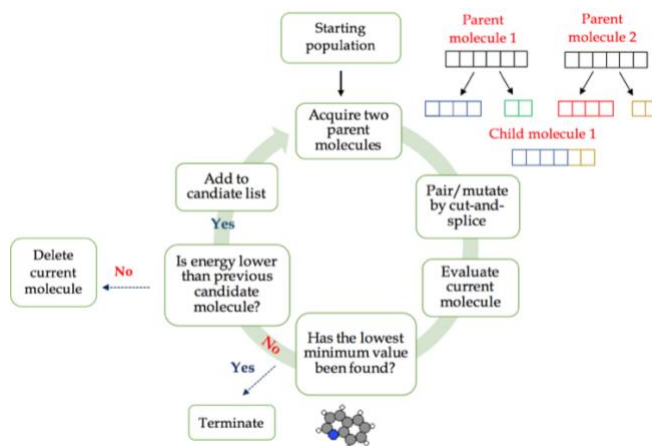 Starting
population
Parent
molecule 1
Parent
molecule 2
Child molecule 1
Acquire two
parent
molecules
Pair/mutate
by cut-and-
splice
Evaluate
current
molecule
Has the lowest
minimum value
been found?
Yes
Terminate
No
Is energy lower
than previous
candidate
molecule?
No
Delete
current
molecule
Yes
Add to
candiate list